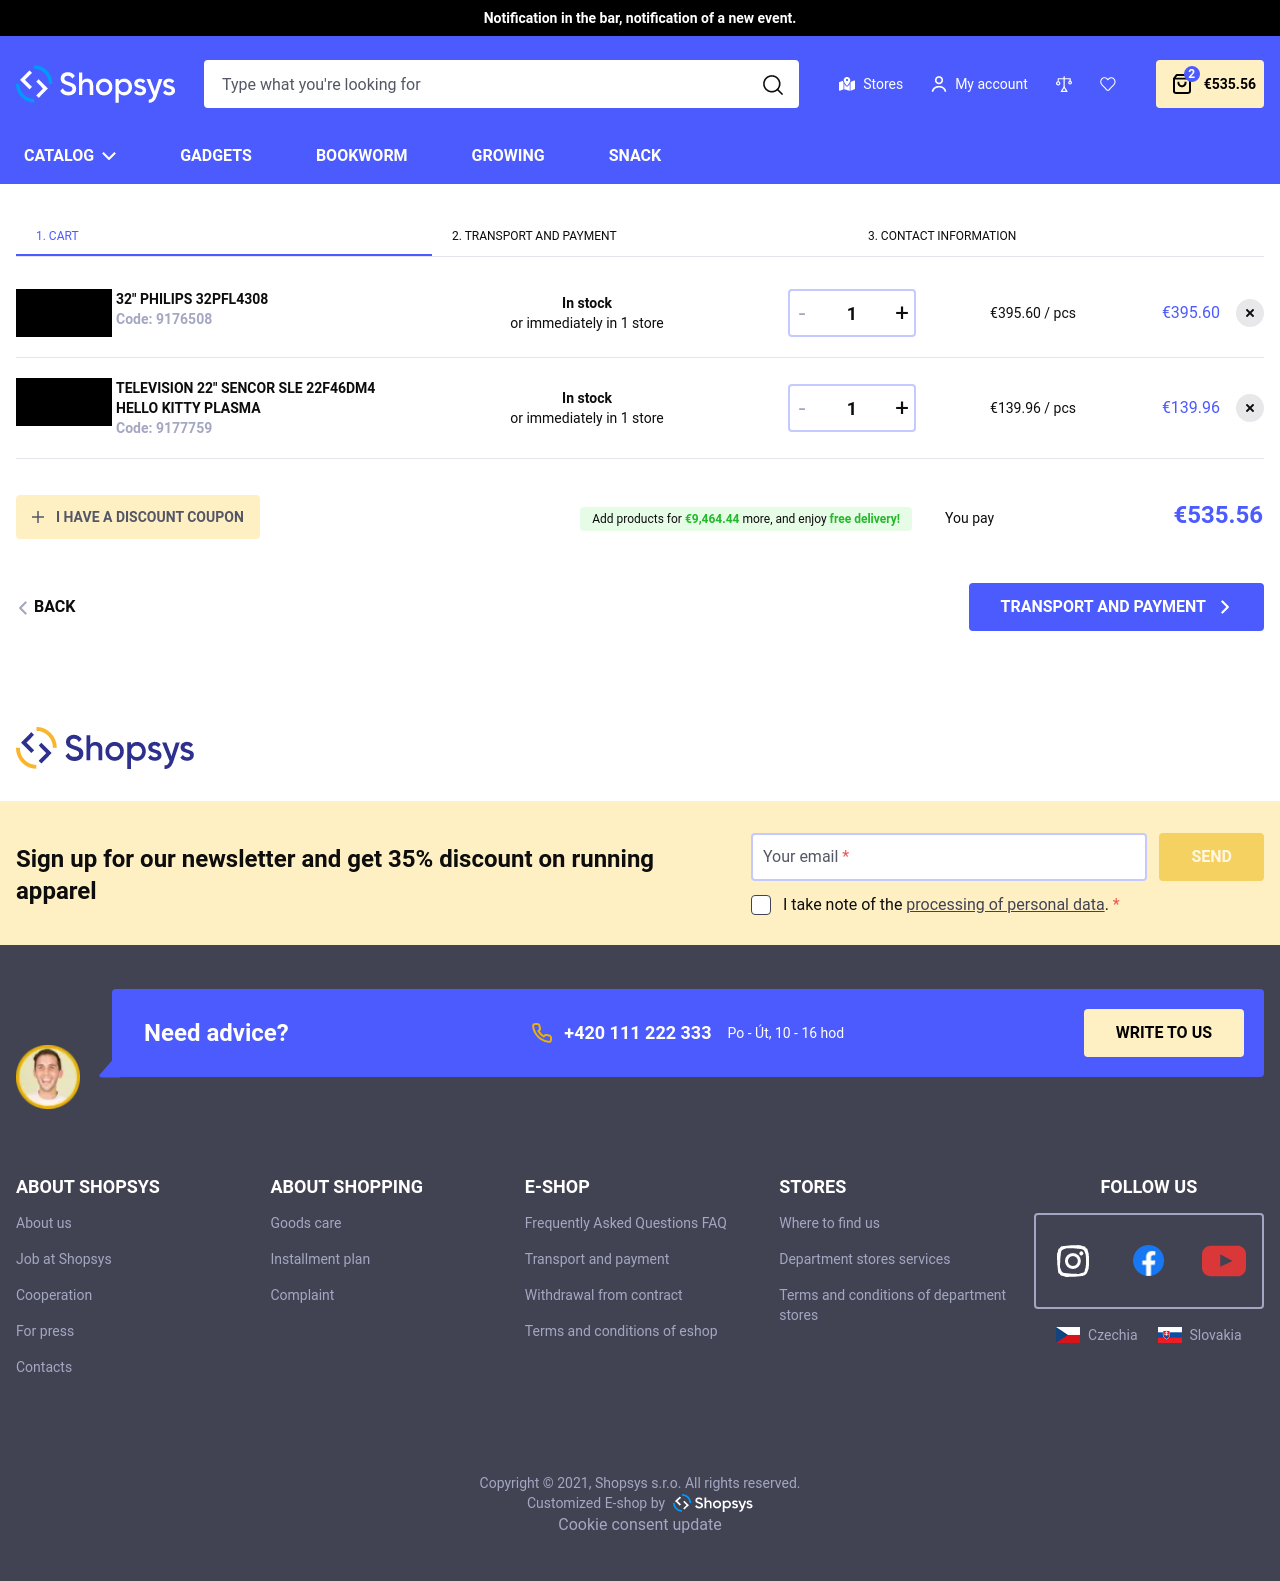 Notification in the bar, notification of a new event.
Shopsys
Type what you're looking for
Stores
My account
2
€535.56
CATALOG
GADGETS
BOOKWORM
GROWING
SNACK
1. CART
2. TRANSPORT AND PAYMENT
3. CONTACT INFORMATION
32" PHILIPS 32PFL4308
Code: 9176508
In stock
or immediately in 1 store
- 1 +
€395.60 / pcs
€395.60
TELEVISION 22" SENCOR SLE 22F46DM4
HELLO KITTY PLASMA
Code: 9177759
In stock
or immediately in 1 store
- 1 +
€139.96 / pcs
€139.96
I HAVE A DISCOUNT COUPON
Add products for €9,464.44 more, and enjoy free delivery!
You pay
€535.56
BACK
TRANSPORT AND PAYMENT
Shopsys
Sign up for our newsletter and get 35% discount on running
apparel
Your email *
SEND
I take note of the processing of personal data. *
Need advice?
+420 111 222 333
Po - Út, 10 - 16 hod
WRITE TO US
ABOUT SHOPSYS
About us
Job at Shopsys
Cooperation
For press
Contacts
ABOUT SHOPPING
Goods care
Installment plan
Complaint
E-SHOP
Frequently Asked Questions FAQ
Transport and payment
Withdrawal from contract
Terms and conditions of eshop
STORES
Where to find us
Department stores services
Terms and conditions of department
stores
FOLLOW US
Czechia
Slovakia
Copyright © 2021, Shopsys s.r.o. All rights reserved.
Customized E-shop by Shopsys
Cookie consent update